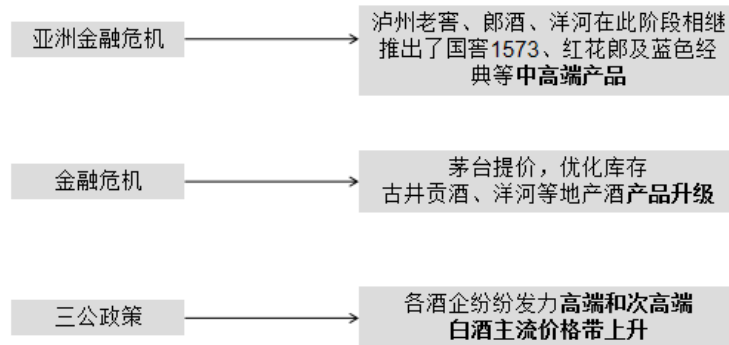 亚洲金融危机
泸州老窖、郎酒、洋河在此阶段相继
推出了国窖1573、红花郎及蓝色经
典等中高端产品
金融危机
茅台提价，优化库存
古井贡酒、洋河等地产酒产品升级
三公政策
各酒企纷纷发力高端和次高端
白酒主流价格带上升